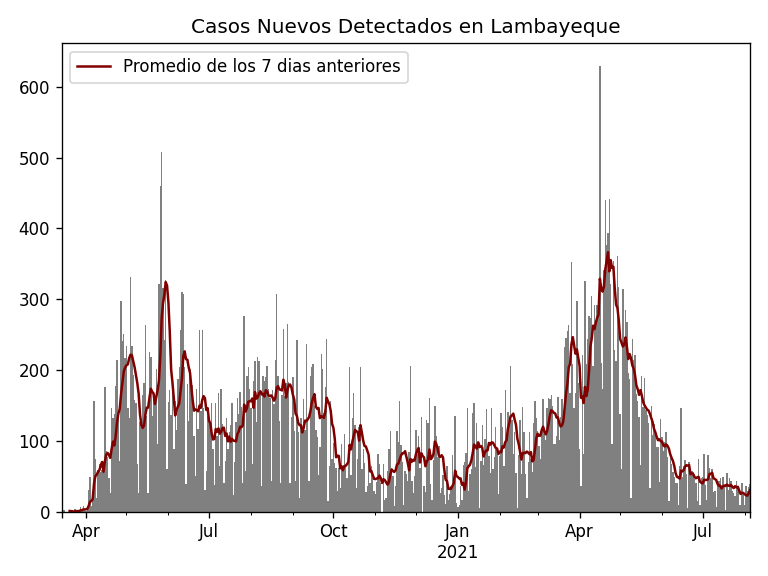 Casos Nuevos Detectados en Lambayeque
Promedio de los 7 dias anteriores
600
500
400
300
200
100
0
Apr Jul Oct Jan Apr Jul
2021